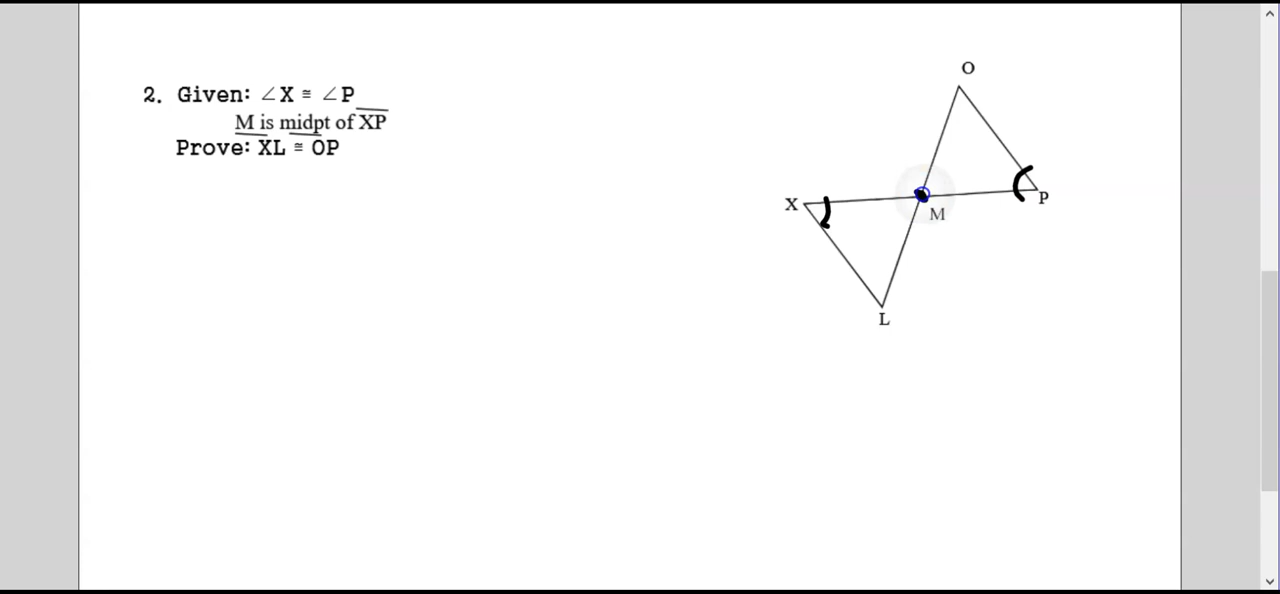 2. Given: ∠X ≅ ∠P
M is midpt of XP
Prove: XL ≅ OP
O
X
P
M
L